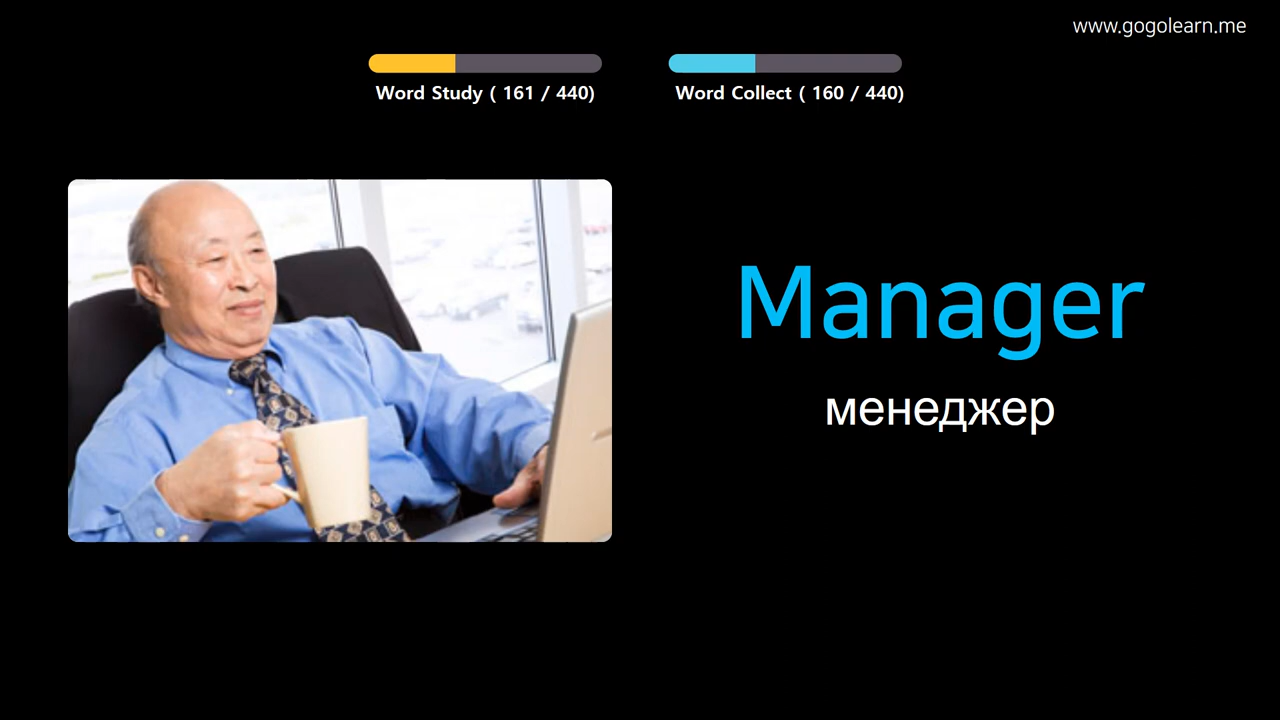 www.gogolearn.me
Word Study ( 161 / 440)
Word Collect ( 160 / 440)
Manager
менеджер